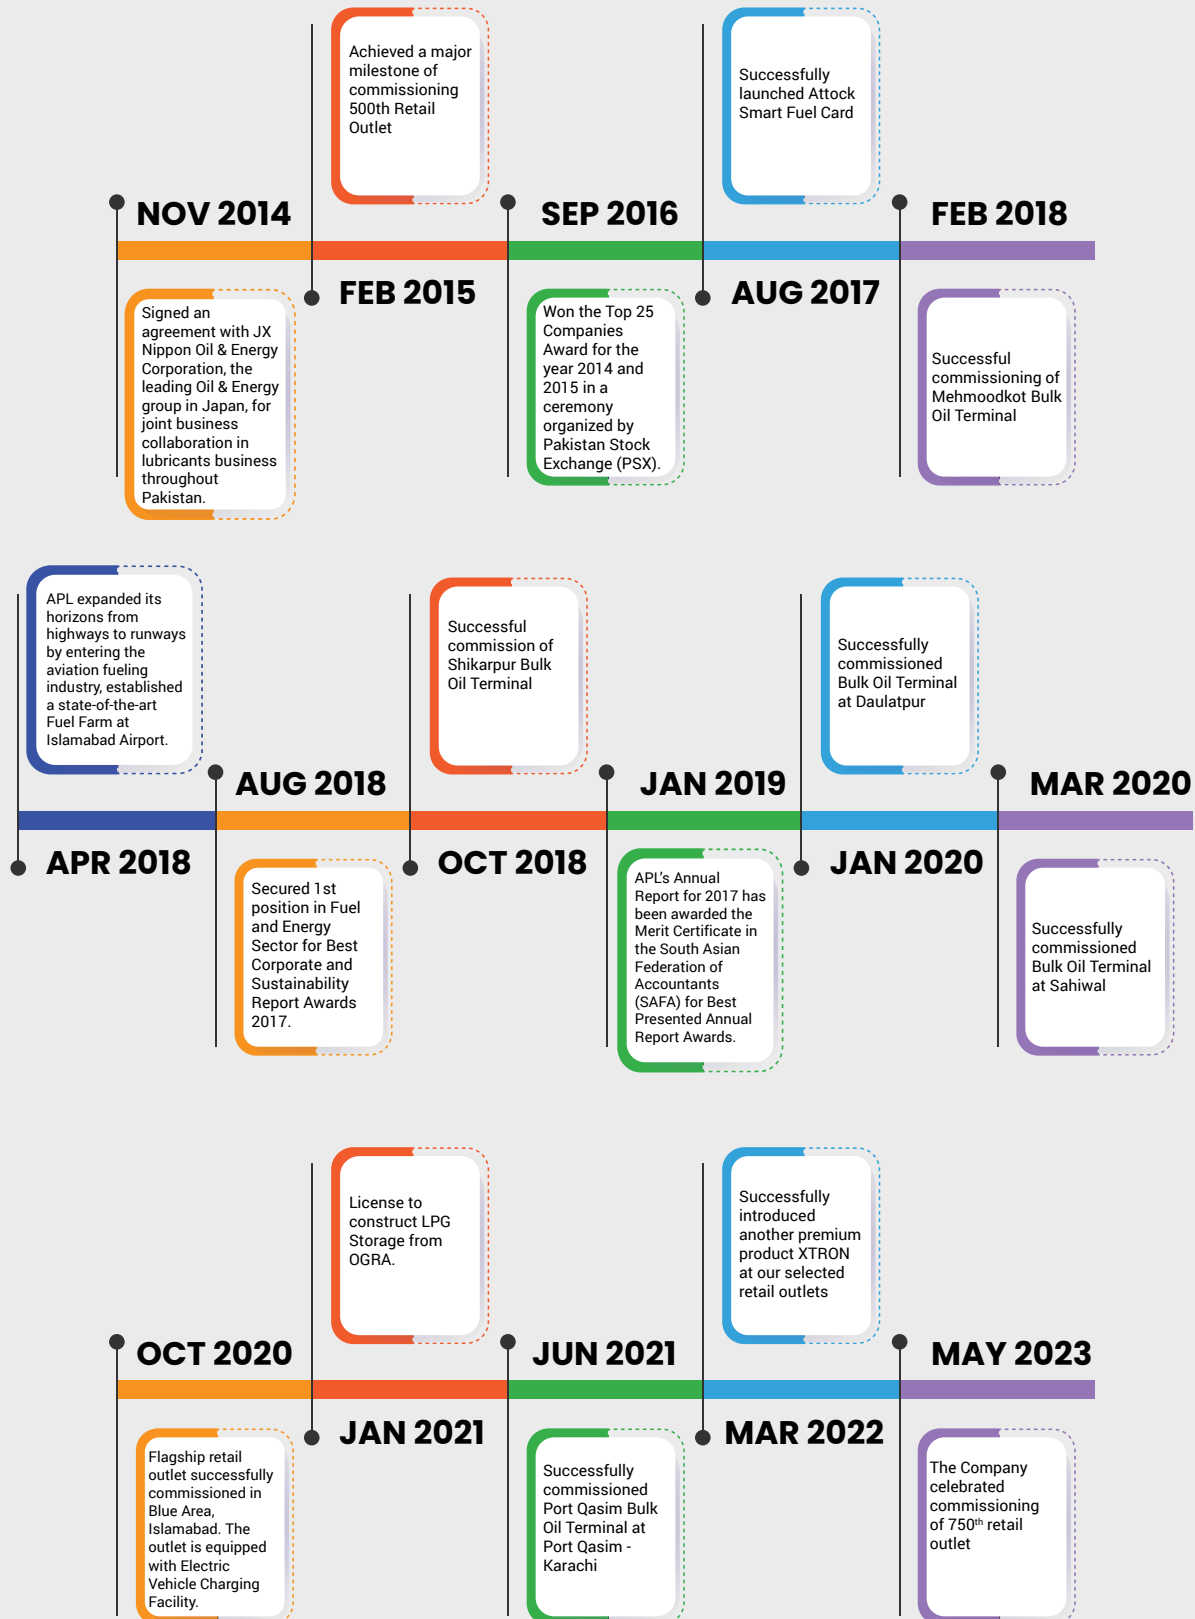 Achieved a major
milestone of
commissioning
500th Retail
Outlet
Successfully
launched Attock
Smart Fuel Card
NOV 2014
SEP 2016
FEB 2018
FEB 2015
AUG 2017
Signed an
agreement with JX
Nippon Oil & Energy
Corporation, the
leading Oil & Energy
group in Japan, for
joint business
collaboration in
lubricants business
throughout
Pakistan.
Won the Top 25
Companies
Award for the
year 2014 and
2015 in a
ceremony
organized by
Pakistan Stock
Exchange (PSX).
Successful
commissioning of
Mehmoodkot Bulk
Oil Terminal
APL expanded its
horizons from
highways to runways
by entering the
aviation fueling
industry, established
a state-of-the-art
Fuel Farm at
Islamabad Airport.
Successful
commission of
Shikarpur Bulk
Oil Terminal
Successfully
commissioned
Bulk Oil Terminal
at Daulatpur
AUG 2018
JAN 2019
MAR 2020
APR 2018
OCT 2018
JAN 2020
Secured 1st
position in Fuel
and Energy
Sector for Best
Corporate and
Sustainability
Report Awards
2017.
APL's Annual
Report for 2017 has
been awarded the
Merit Certificate in
the South Asian
Federation of
Accountants
(SAFA) for Best
Presented Annual
Report Awards.
Successfully
commissioned
Bulk Oil Terminal
at Sahiwal
License to
construct LPG
Storage from
OGRA.
Successfully
introduced
another premium
product XTRON
at our selected
retail outlets
OCT 2020
JUN 2021
MAY 2023
JAN 2021
MAR 2022
Flagship retail
outlet successfully
commissioned in
Blue Area,
Islamabad. The
outlet is equipped
with Electric
Vehicle Charging
Facility.
Successfully
commissioned
Port Qasim Bulk
Oil Terminal at
Port Qasim -
Karachi
The Company
celebrated
commissioning
of 750th retail
outlet